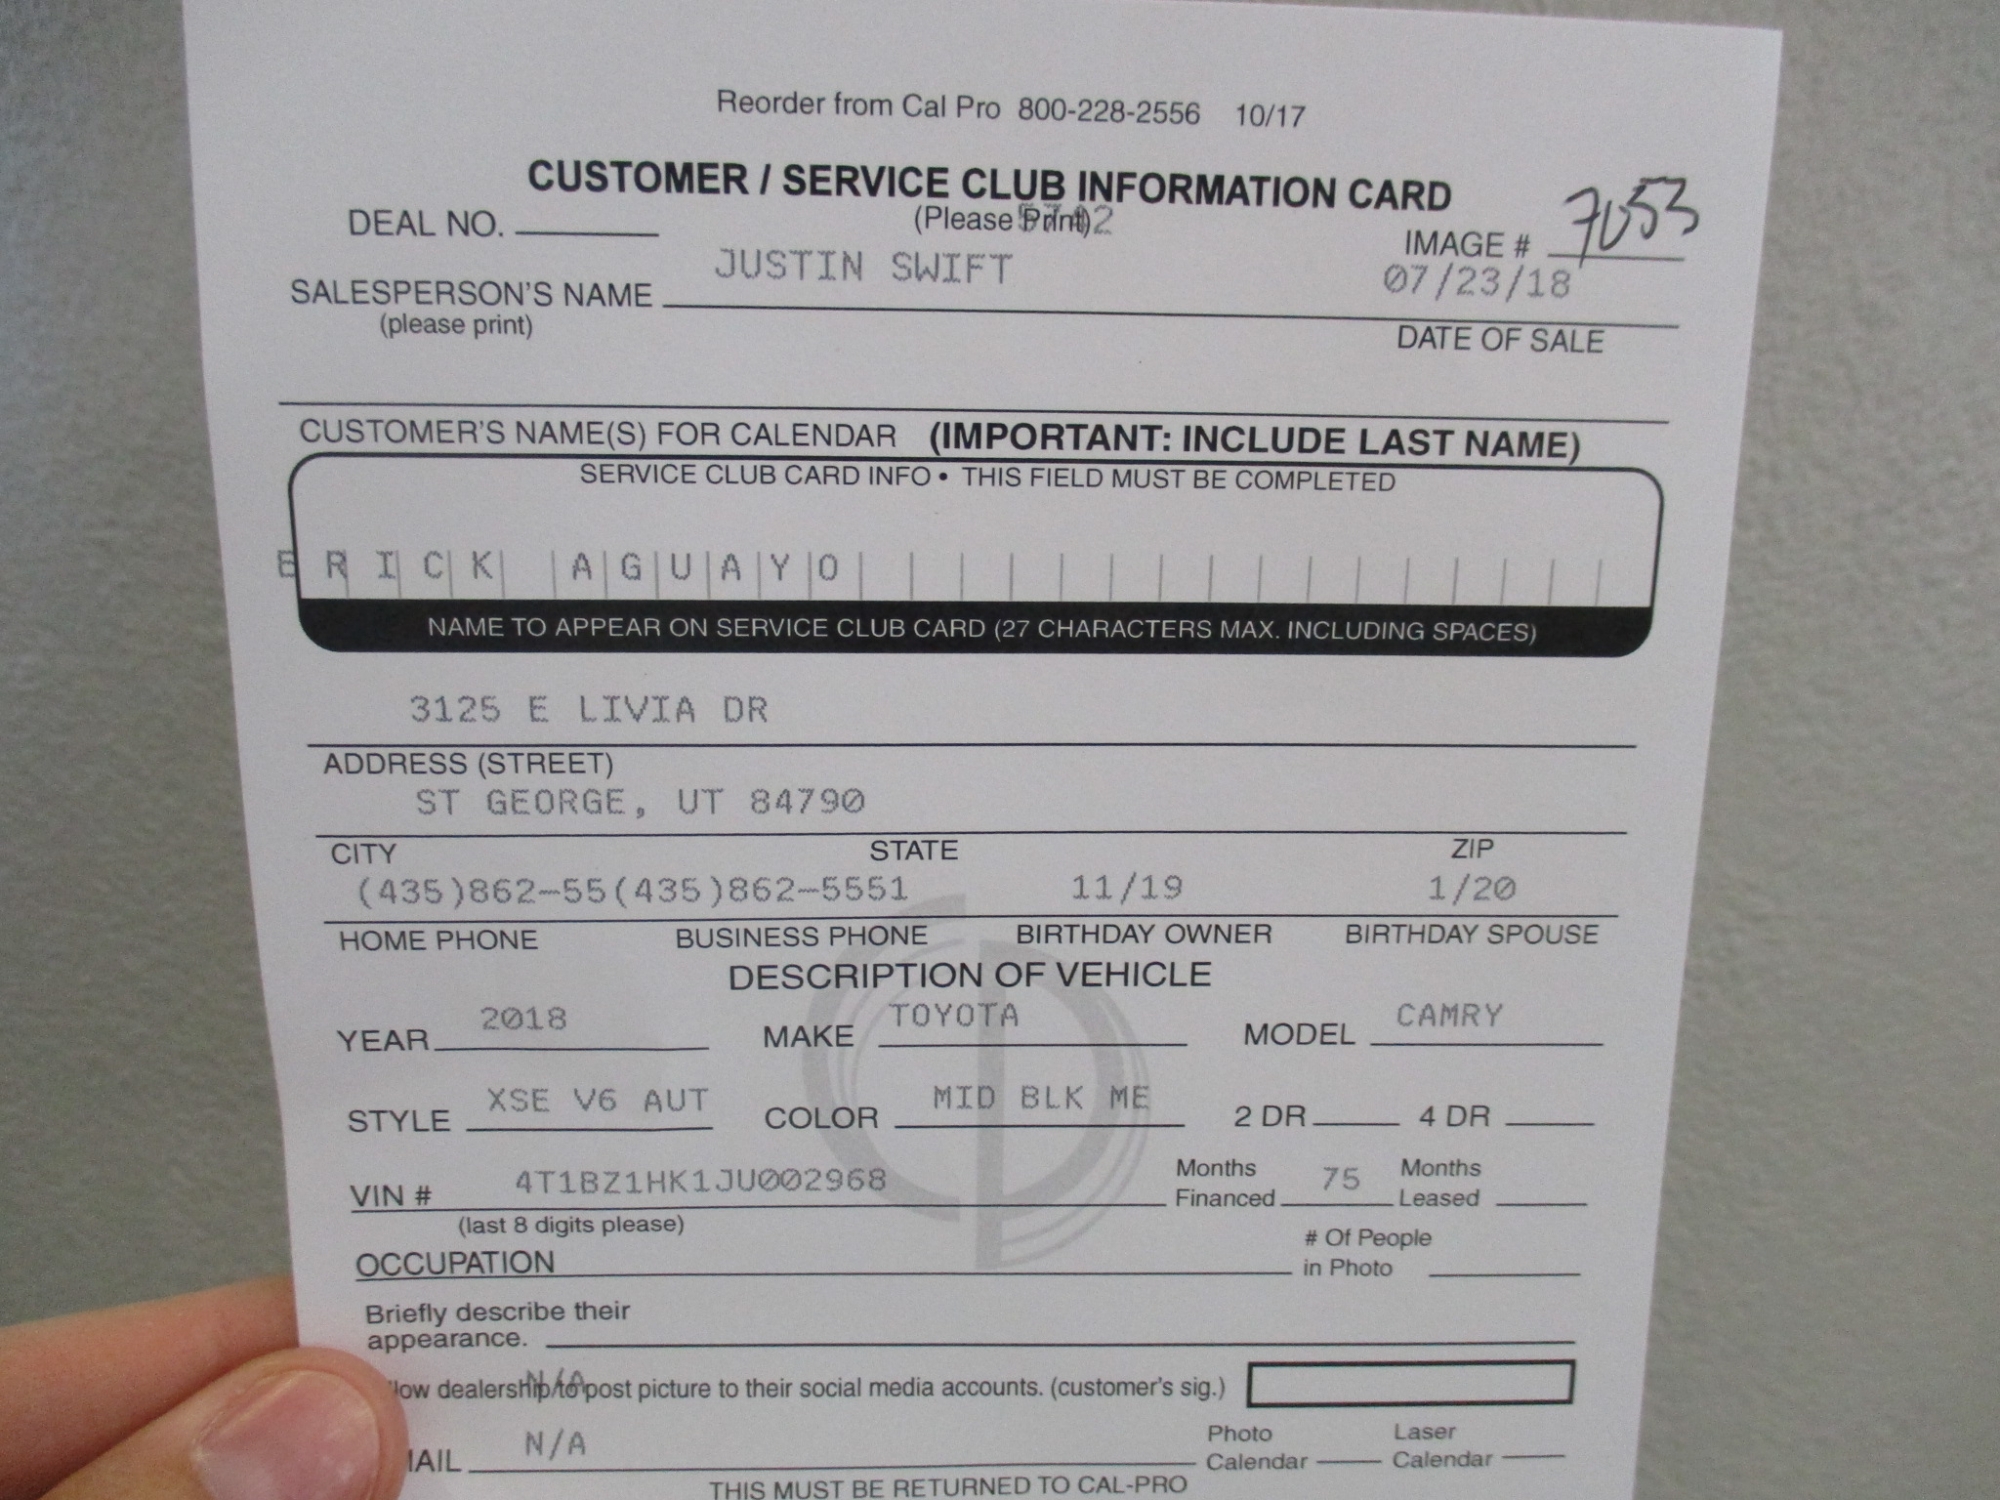 Reorder from Cal Pro 800-228-2556 10/17
CUSTOMER / SERVICE CLUB INFORMATION CARD
(Please Print)
DEAL NO.
IMAGE # 7053
JUSTIN SWIFT 07/23/18
SALESPERSON'S NAME
(please print) DATE OF SALE
CUSTOMER'S NAME(S) FOR CALENDAR (IMPORTANT: INCLUDE LAST NAME)
SERVICE CLUB CARD INFO • THIS FIELD MUST BE COMPLETED
ERICK AGUAYO
NAME TO APPEAR ON SERVICE CLUB CARD (27 CHARACTERS MAX. INCLUDING SPACES)
3125 E LIVIA DR
ADDRESS (STREET)
ST GEORGE, UT 84790
CITY STATE ZIP
(435)862-55(435)862-5551 11/19 1/20
HOME PHONE BUSINESS PHONE BIRTHDAY OWNER BIRTHDAY SPOUSE
DESCRIPTION OF VEHICLE
YEAR 2018 MAKE TOYOTA MODEL CAMRY
STYLE XSE V6 AUT COLOR MID BLK ME 2 DR 4 DR
VIN # 4T1BZ1HK1JU002968 Months Financed 75 Months Leased
(last 8 digits please)
OCCUPATION # Of People in Photo
Briefly describe their
appearance.
N/A
low dealership to post picture to their social media accounts. (customer's sig.)
N/A
AIL Photo Calendar Laser Calendar
THIS MUST BE RETURNED TO CAL-PRO